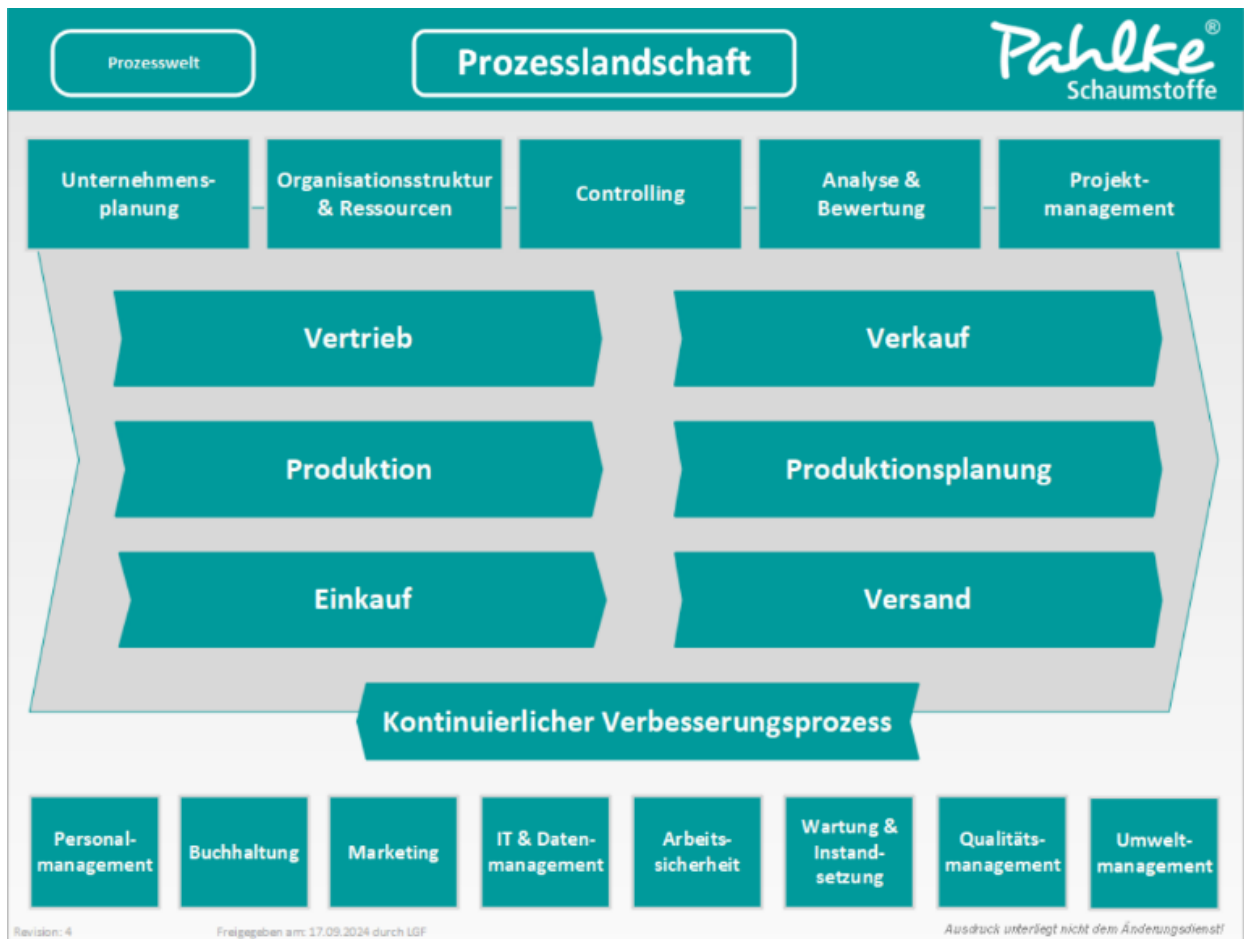 Prozesswelt
Prozesslandschaft
Pahlke®
Schaumstoffe
Unternehmens-
planung
Organisationsstruktur
& Ressourcen
Controlling
Analyse &
Bewertung
Projekt-
management
Vertrieb
Verkauf
Produktion
Produktionsplanung
Einkauf
Versand
Kontinuierlicher Verbesserungsprozess
Personal-
management
Buchhaltung
Marketing
IT & Daten-
management
Arbeits-
sicherheit
Wartung &
Instand-
setzung
Qualitäts-
management
Umwelt-
management
Revision: 4
Freigegeben am: 17.09.2024 durch LGF
Ausdruck unterliegt nicht dem Änderungsdienst!